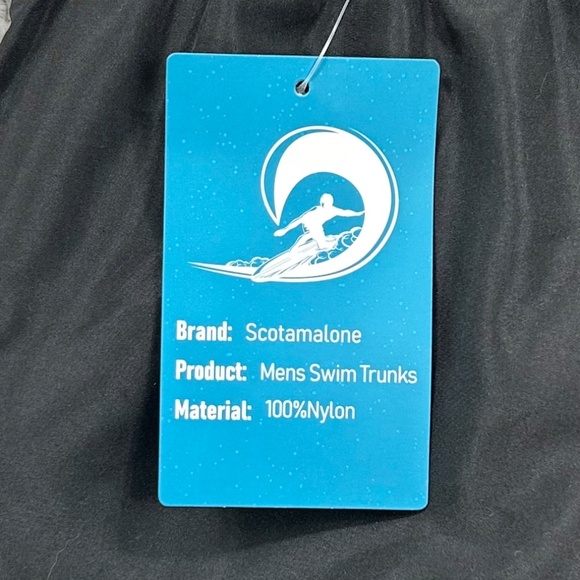 Brand: Scotamalone
Product: Mens Swim Trunks
Material: 100%Nylon